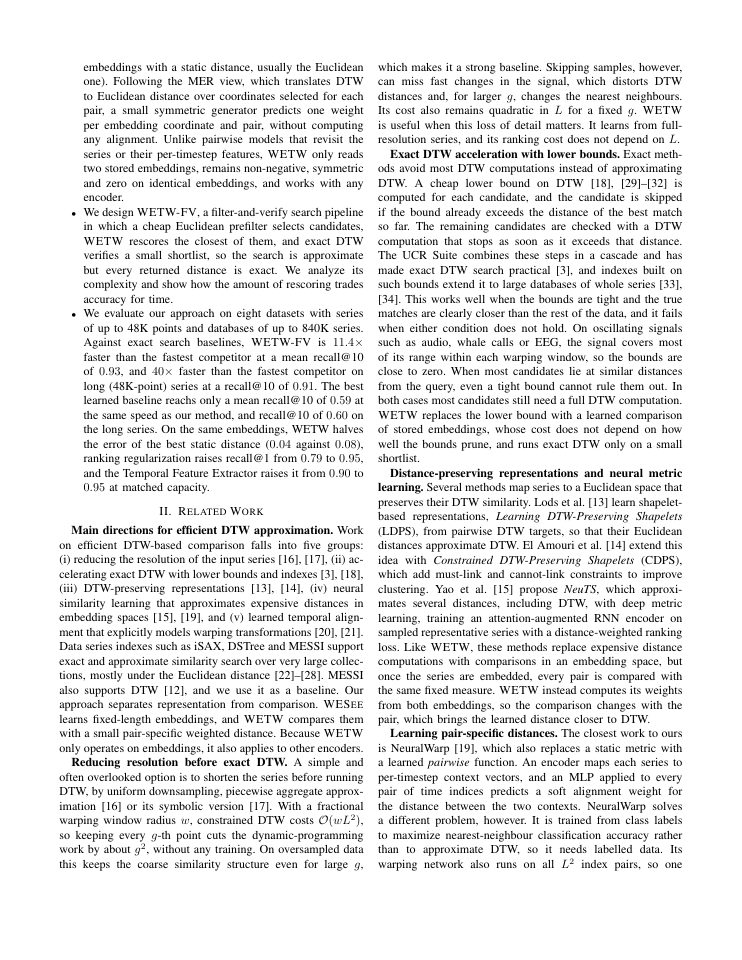 embeddings with a static distance, usually the Euclidean
one). Following the MER view, which translates DTW
to Euclidean distance over coordinates selected for each
pair, a small symmetric generator predicts one weight
per embedding coordinate and pair, without computing
any alignment. Unlike pairwise models that revisit the
series or their per-timestep features, WETW only reads
two stored embeddings, remains non-negative, symmetric
and zero on identical embeddings, and works with any
encoder.
• We design WETW-FV, a filter-and-verify search pipeline
in which a cheap Euclidean prefilter selects candidates,
WETW rescores the closest of them, and exact DTW
verifies a small shortlist, so the search is approximate
but every returned distance is exact. We analyze its
complexity and show how the amount of rescoring trades
accuracy for time.
• We evaluate our approach on eight datasets with series
of up to 48K points and databases of up to 840K series.
Against exact search baselines, WETW-FV is 11.4×
faster than the fastest competitor at a mean recall@10
of 0.93, and 40× faster than the fastest competitor on
long (48K-point) series at a recall@10 of 0.91. The best
learned baseline reachs only a mean recall@10 of 0.59 at
the same speed as our method, and recall@10 of 0.60 on
the long series. On the same embeddings, WETW halves
the error of the best static distance (0.04 against 0.08),
ranking regularization raises recall@1 from 0.79 to 0.95,
and the Temporal Feature Extractor raises it from 0.90 to
0.95 at matched capacity.
II. RELATED WORK
Main directions for efficient DTW approximation. Work
on efficient DTW-based comparison falls into five groups:
(i) reducing the resolution of the input series [16], [17], (ii) ac-
celerating exact DTW with lower bounds and indexes [3], [18],
(iii) DTW-preserving representations [13], [14], (iv) neural
similarity learning that approximates expensive distances in
embedding spaces [15], [19], and (v) learned temporal align-
ment that explicitly models warping transformations [20], [21].
Data series indexes such as iSAX, DSTree and MESSI support
exact and approximate similarity search over very large collec-
tions, mostly under the Euclidean distance [22]–[28]. MESSI
also supports DTW [12], and we use it as a baseline. Our
approach separates representation from comparison. WESEE
learns fixed-length embeddings, and WETW compares them
with a small pair-specific weighted distance. Because WETW
only operates on embeddings, it also applies to other encoders.
Reducing resolution before exact DTW. A simple and
often overlooked option is to shorten the series before running
DTW, by uniform downsampling, piecewise aggregate approx-
imation [16] or its symbolic version [17]. With a fractional
warping window radius w, constrained DTW costs O(wL²),
so keeping every g-th point cuts the dynamic-programming
work by about g², without any training. On oversampled data
this keeps the coarse similarity structure even for large g,
which makes it a strong baseline. Skipping samples, however,
can miss fast changes in the signal, which distorts DTW
distances and, for larger g, changes the nearest neighbours.
Its cost also remains quadratic in L for a fixed g. WETW
is useful when this loss of detail matters. It learns from full-
resolution series, and its ranking cost does not depend on L.
Exact DTW acceleration with lower bounds. Exact meth-
ods avoid most DTW computations instead of approximating
DTW. A cheap lower bound on DTW [18], [29]–[32] is
computed for each candidate, and the candidate is skipped
if the bound already exceeds the distance of the best match
so far. The remaining candidates are checked with a DTW
computation that stops as soon as it exceeds that distance.
The UCR Suite combines these steps in a cascade and has
made exact DTW search practical [3], and indexes built on
such bounds extend it to large databases of whole series [33],
[34]. This works well when the bounds are tight and the true
matches are clearly closer than the rest of the data, and it fails
when either condition does not hold. On oscillating signals
such as audio, whale calls or EEG, the signal covers most
of its range within each warping window, so the bounds are
close to zero. When most candidates lie at similar distances
from the query, even a tight bound cannot rule them out. In
both cases most candidates still need a full DTW computation.
WETW replaces the lower bound with a learned comparison
of stored embeddings, whose cost does not depend on how
well the bounds prune, and runs exact DTW only on a small
shortlist.
Distance-preserving representations and neural metric
learning. Several methods map series to a Euclidean space that
preserves their DTW similarity. Lods et al. [13] learn shapelet-
based representations, Learning DTW-Preserving Shapelets
(LDPS), from pairwise DTW targets, so that their Euclidean
distances approximate DTW. El Amouri et al. [14] extend this
idea with Constrained DTW-Preserving Shapelets (CDPS),
which add must-link and cannot-link constraints to improve
clustering. Yao et al. [15] propose NeuTS, which approxi-
mates several distances, including DTW, with deep metric
learning, training an attention-augmented RNN encoder on
sampled representative series with a distance-weighted ranking
loss. Like WETW, these methods replace expensive distance
computations with comparisons in an embedding space, but
once the series are embedded, every pair is compared with
the same fixed measure. WETW instead computes its weights
from both embeddings, so the comparison changes with the
pair, which brings the learned distance closer to DTW.
Learning pair-specific distances. The closest work to ours
is NeuralWarp [19], which also replaces a static metric with
a learned pairwise function. An encoder maps each series to
per-timestep context vectors, and an MLP applied to every
pair of time indices predicts a soft alignment weight for
the distance between the two contexts. NeuralWarp solves
a different problem, however. It is trained from class labels
to maximize nearest-neighbour classification accuracy rather
than to approximate DTW, so it needs labelled data. Its
warping network also runs on all L² index pairs, so one